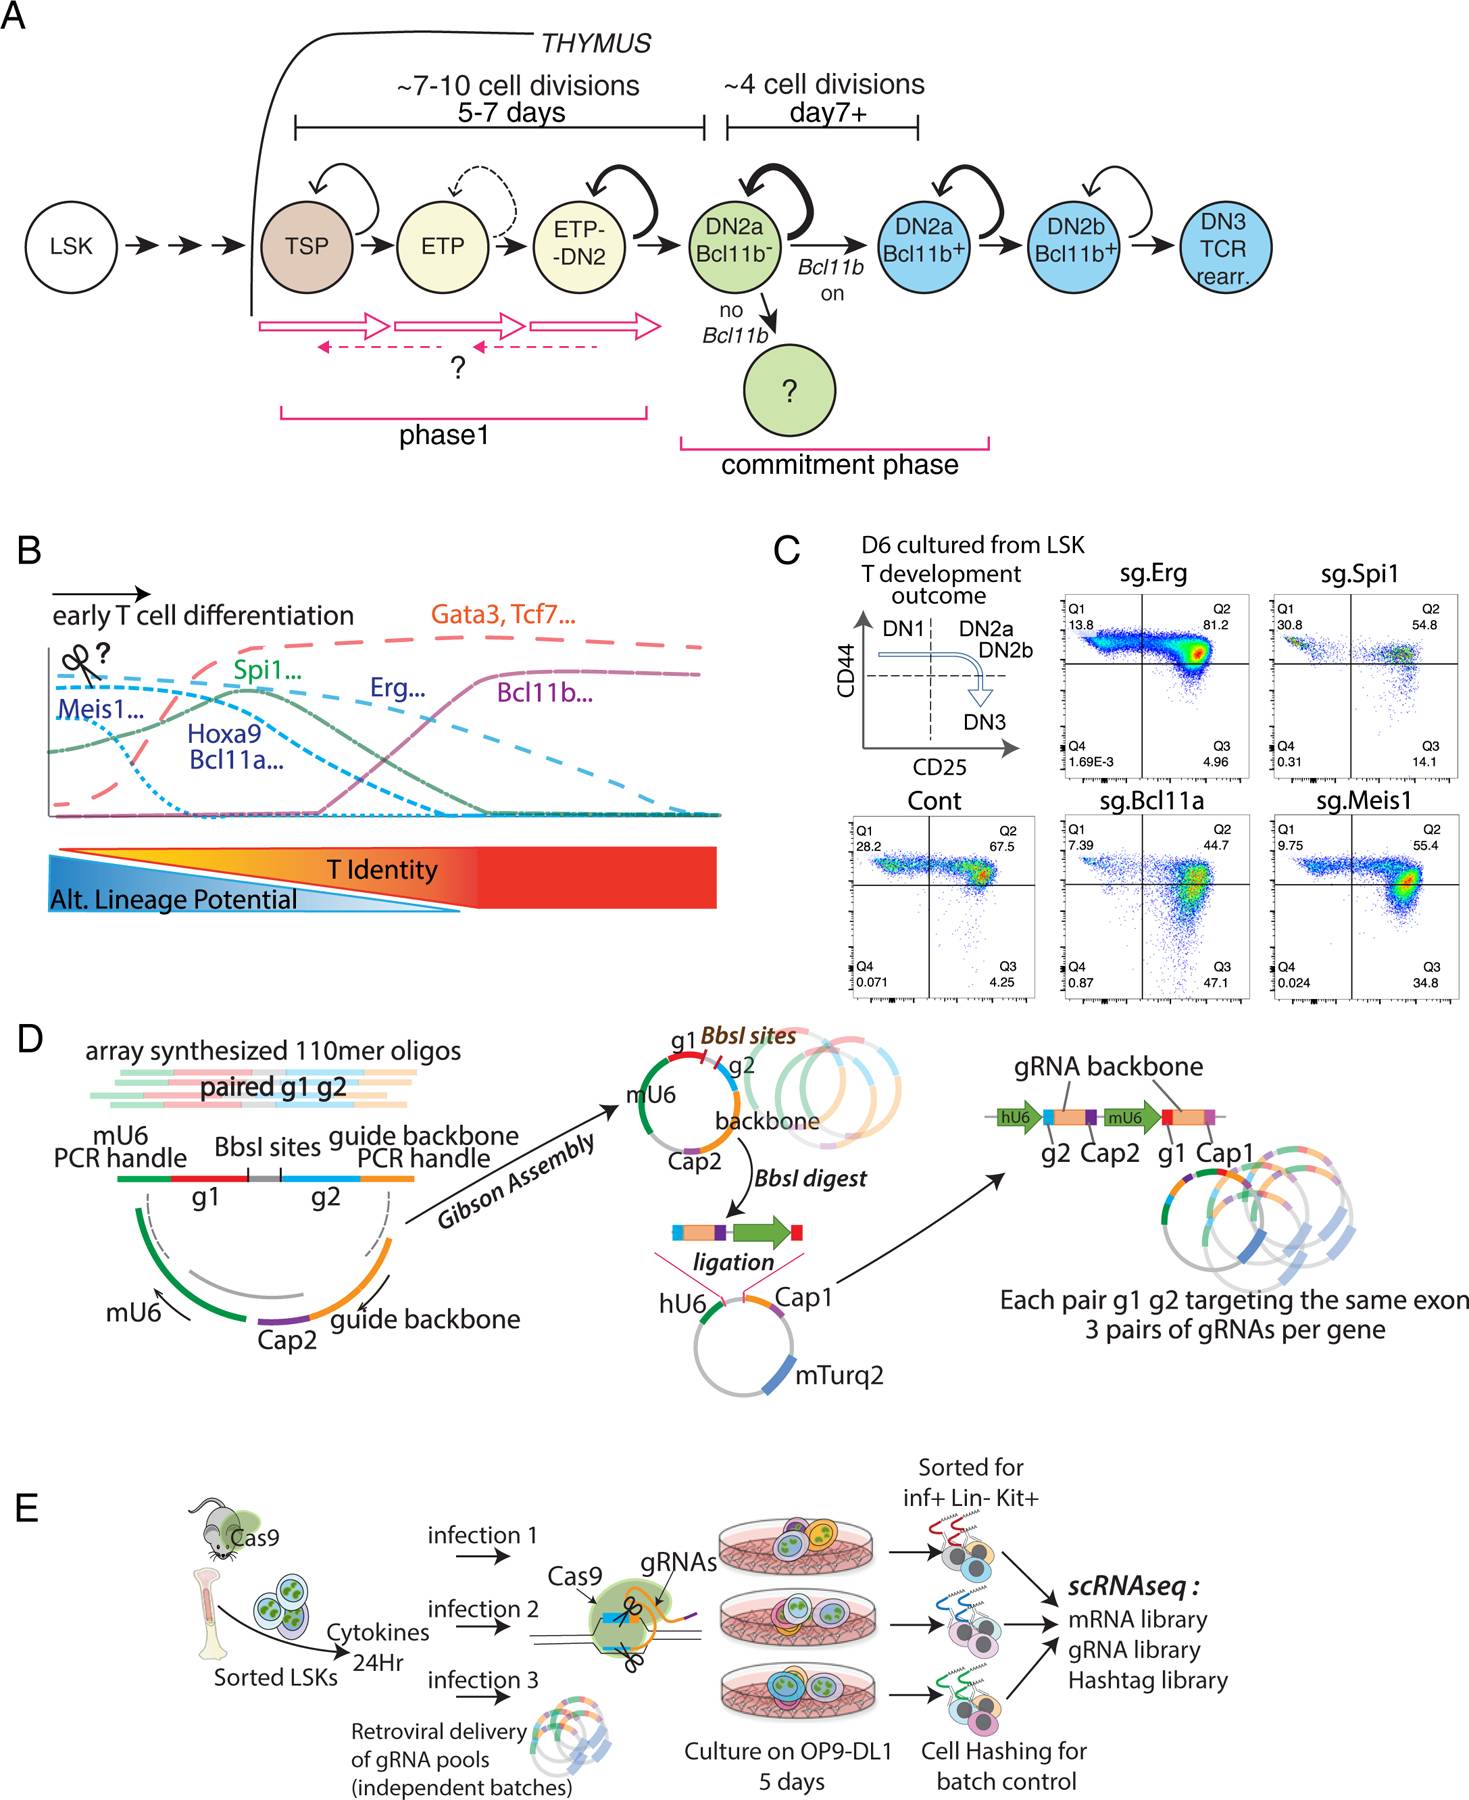 A
THYMUS
~7-10 cell divisions
5-7 days
~4 cell divisions
day7+
LSK
TSP
ETP
ETP-
-DN2
DN2a
Bcl11b-
DN2a
Bcl11b+
DN2b
Bcl11b+
DN3
TCR
rearr.
Bcl11b
on
no
Bcl11b
?
?
phase1
commitment phase
B
early T cell differentiation
?
Gata3, Tcf7...
Spi1...
Erg...
Bcl11b...
Meis1...
Hoxa9
Bcl11a...
T Identity
Alt. Lineage Potential
C
D6 cultured from LSK
T development
outcome
CD44
DN1
DN2a
DN2b
DN3
CD25
sg.Erg
Q1
13.8
Q2
81.2
Q4
1.69E-3
Q3
4.96
sg.Spi1
Q1
30.8
Q2
54.8
Q4
0.31
Q3
14.1
Cont
Q1
28.2
Q2
67.5
Q4
0.071
Q3
4.25
sg.Bcl11a
Q1
7.39
Q2
44.7
Q4
0.87
Q3
47.1
sg.Meis1
Q1
9.75
Q2
55.4
Q4
0.024
Q3
34.8
D
array synthesized 110mer oligos
paired g1 g2
mU6
PCR handle
BbsI sites
guide backbone
PCR handle
g1
g2
mU6
Cap2
guide backbone
Gibson Assembly
g1
BbsI sites
g2
mU6
backbone
Cap2
BbsI digest
ligation
hU6
Cap1
mTurq2
gRNA backbone
hU6
mU6
g2
Cap2
g1
Cap1
Each pair g1 g2 targeting the same exon
3 pairs of gRNAs per gene
E
Cas9
Sorted LSKs
Cytokines
24Hr
infection 1
infection 2
infection 3
Retroviral delivery
of gRNA pools
(independent batches)
Cas9
gRNAs
Culture on OP9-DL1
5 days
Sorted for
inf+ Lin- Kit+
Cell Hashing for
batch control
scRNAseq :
mRNA library
gRNA library
Hashtag library